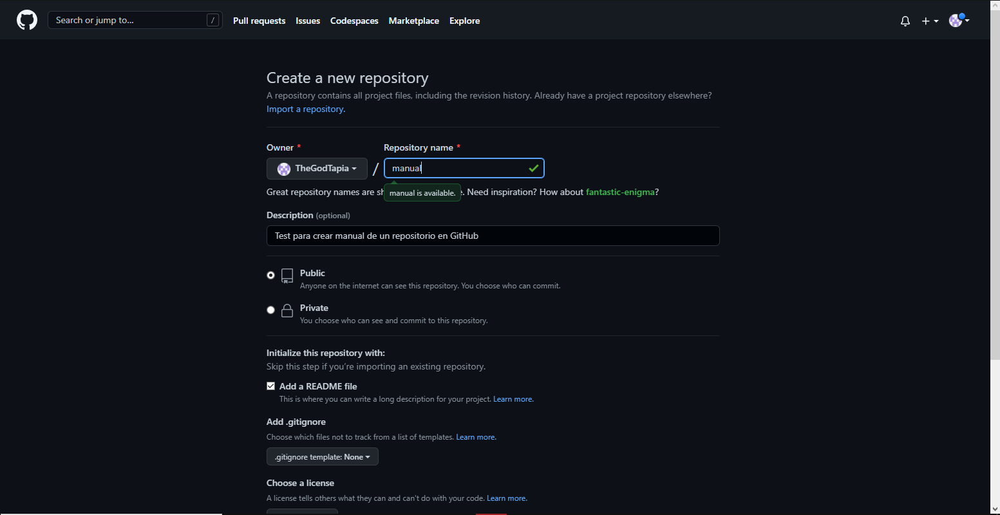 Search or jump to... / Pull requests Issues Codespaces Marketplace Explore
Create a new repository
A repository contains all project files, including the revision history. Already have a project repository elsewhere?
Import a repository.
Owner * Repository name *
TheGodTapia / manual
Great repository names are sh manual is available. . Need inspiration? How about fantastic-enigma?
Description (optional)
Test para crear manual de un repositorio en GitHub
Public
Anyone on the internet can see this repository. You choose who can commit.
Private
You choose who can see and commit to this repository.
Initialize this repository with:
Skip this step if you’re importing an existing repository.
Add a README file
This is where you can write a long description for your project. Learn more.
Add .gitignore
Choose which files not to track from a list of templates. Learn more.
.gitignore template: None
Choose a license
A license tells others what they can and can't do with your code. Learn more.